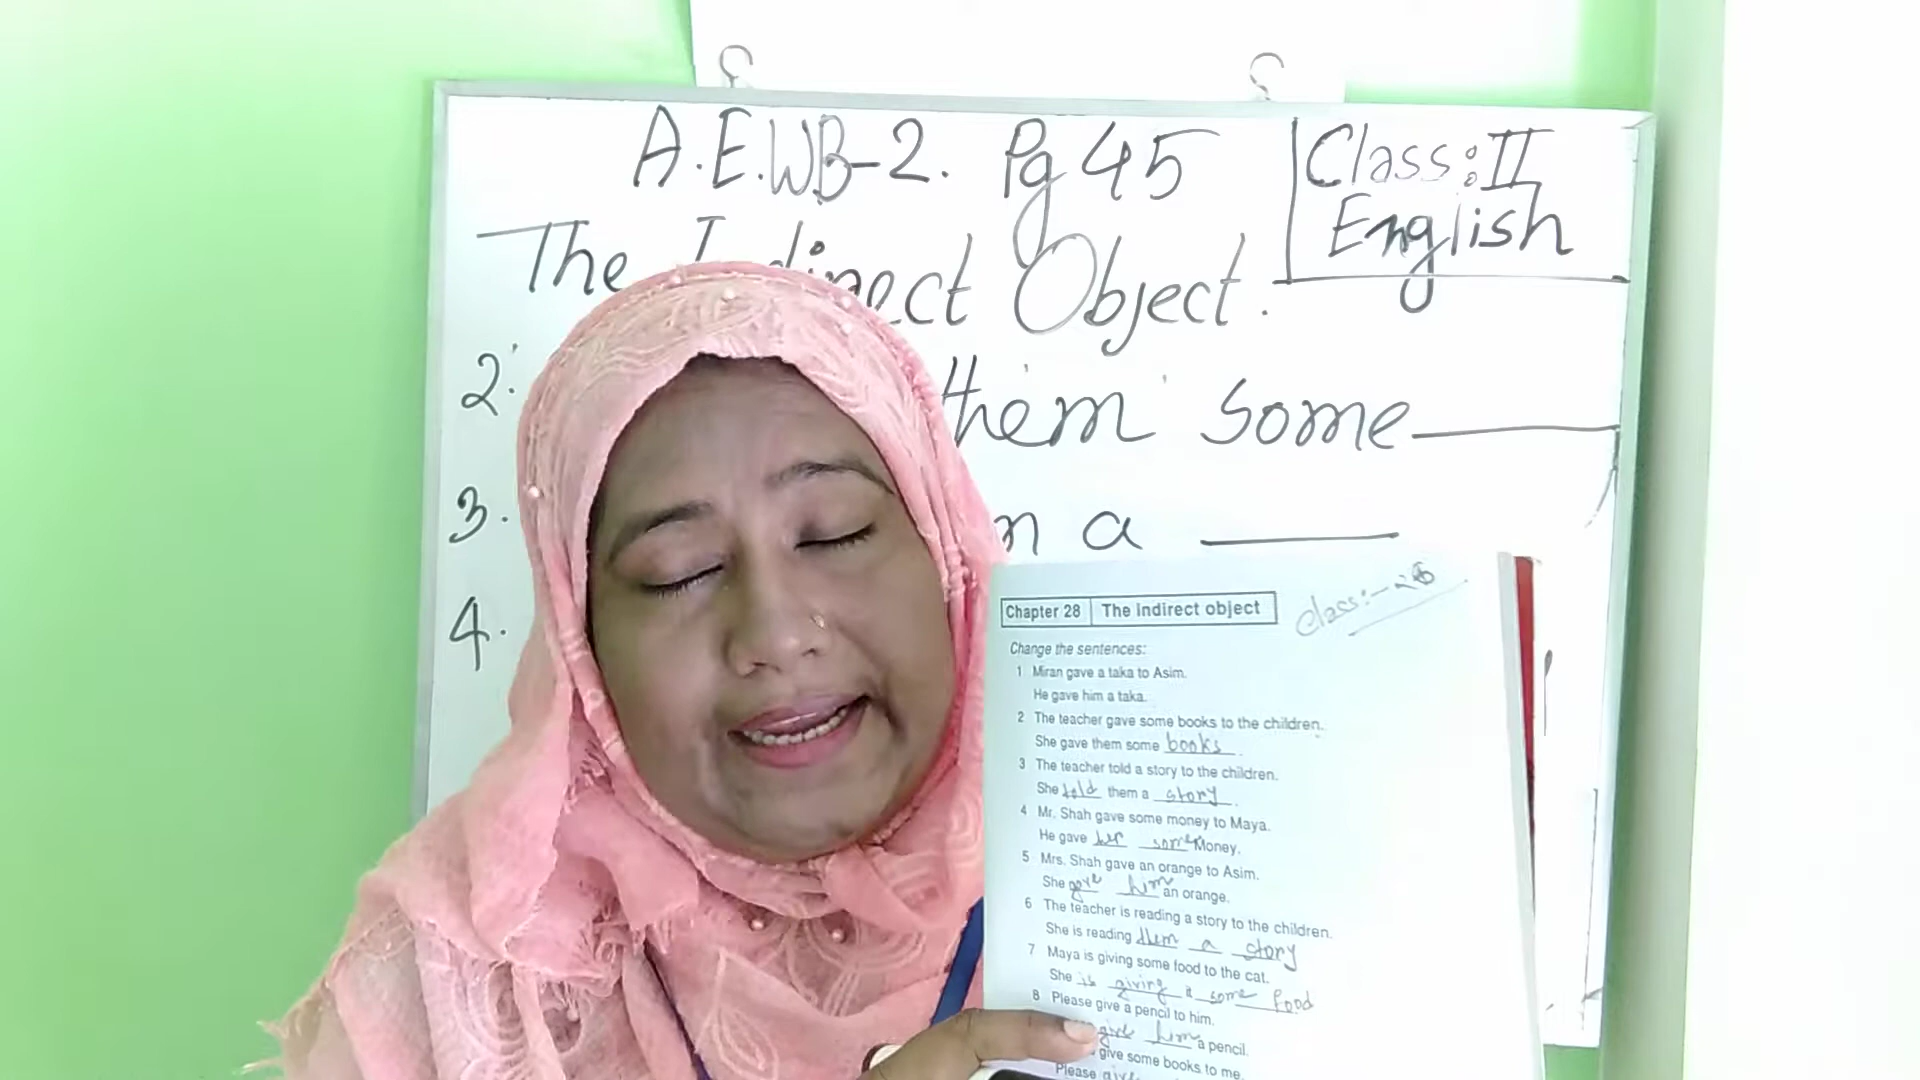 A.E.WB-2. Pg 45
Class: II
English
The Indirect Object.
2. them some
3. a
4.
Chapter 28 The indirect object
Class:-
Change the sentences:
1 Miran gave a taka to Asim.
He gave him a taka.
2 The teacher gave some books to the children.
She gave them some books.
3 The teacher told a story to the children.
She told them a story.
4 Mr. Shah gave some money to Maya.
He gave her some Money.
5 Mrs. Shah gave an orange to Asim.
She gave him an orange.
6 The teacher is reading a story to the children.
She is reading them a story
7 Maya is giving some food to the cat.
She is giving it some food
8 Please give a pencil to him.
give him a pencil.
give some books to me.
Please give